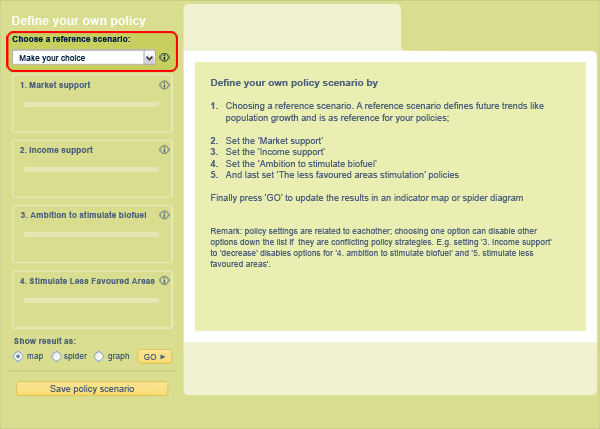 Define your own policy
Choose a reference scenario:
Make your choice
1. Market support
2. Income support
3. Ambition to stimulate biofuel
4. Stimulate Less Favoured Areas
Show result as:
map spider graph GO ►
Save policy scenario
Define your own policy scenario by
1. Choosing a reference scenario. A reference scenario defines future trends like
population growth and is as reference for your policies;
2. Set the 'Market support'
3. Set the 'Income support'
4. Set the 'Ambition to stimulate biofuel'
5. And last set 'The less favoured areas stimulation' policies
Finally press 'GO' to update the results in an indicator map or spider diagram
Remark: policy settings are related to eachother; choosing one option can disable other
options down the list if they are conflicting policy strategies. E.g. setting '3. Income support'
to 'decrease' disables options for '4. ambition to stimulate biofuel' and '5. stimulate less
favoured areas'.